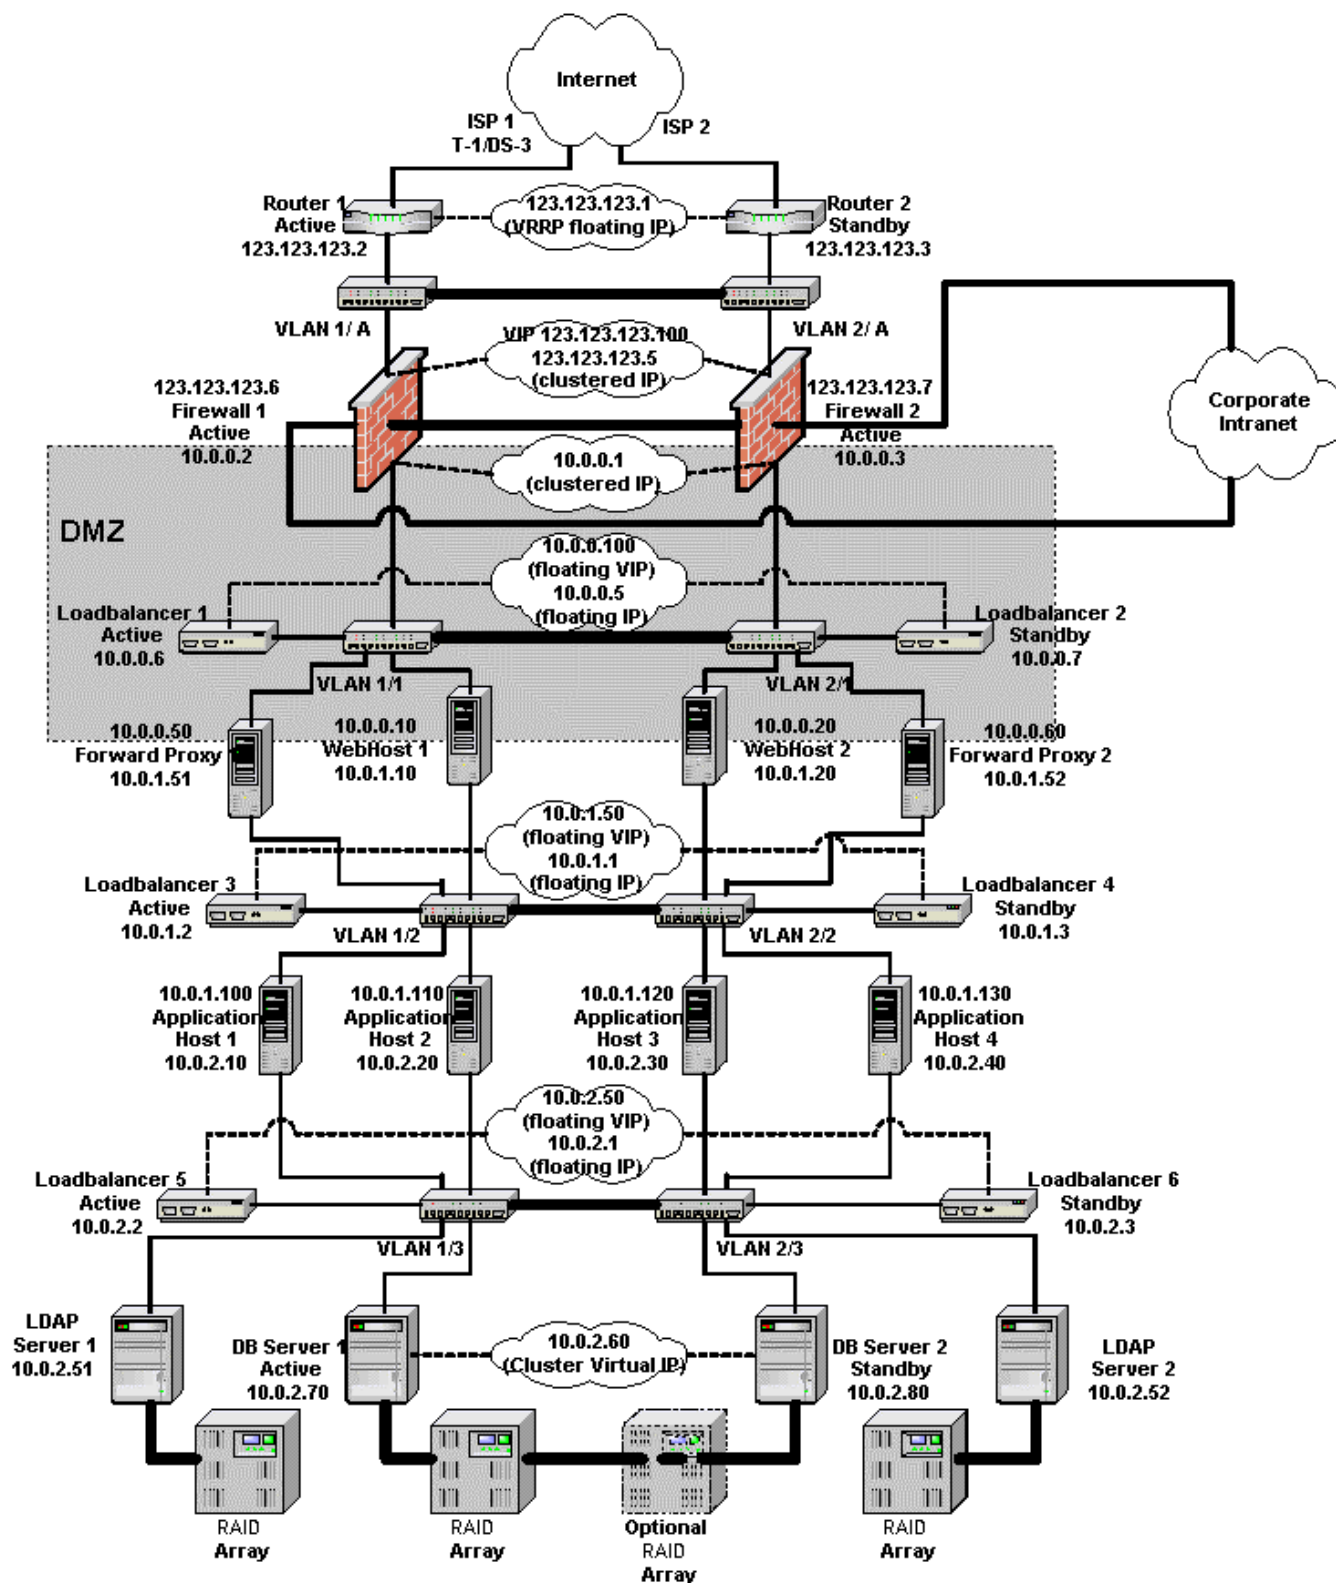 Internet
ISP 1
T-1/DS-3
ISP 2
Router 1
Active
123.123.123.2
123.123.123.1
(VRRP floating IP)
Router 2
Standby
123.123.123.3
VLAN 1/ A
VIP 123.123.123.100
123.123.123.5
(clustered IP)
VLAN 2/ A
123.123.123.6
Firewall 1
Active
10.0.0.2
123.123.123.7
Firewall 2
Active
10.0.0.3
Corporate
Intranet
10.0.0.1
(clustered IP)
DMZ
10.0.0.100
(floating VIP)
10.0.0.5
(floating IP)
Loadbalancer 1
Active
10.0.0.6
Loadbalancer 2
Standby
10.0.0.7
VLAN 1/1
VLAN 2/1
10.0.0.50
Forward Proxy
10.0.1.51
10.0.0.10
WebHost 1
10.0.1.10
10.0.0.20
WebHost 2
10.0.1.20
10.0.0.60
Forward Proxy 2
10.0.1.52
10.0.1.50
(floating VIP)
10.0.1.1
(floating IP)
Loadbalancer 3
Active
10.0.1.2
Loadbalancer 4
Standby
10.0.1.3
VLAN 1/2
VLAN 2/2
10.0.1.100
Application
Host 1
10.0.2.10
10.0.1.110
Application
Host 2
10.0.2.20
10.0.1.120
Application
Host 3
10.0.2.30
10.0.1.130
Application
Host 4
10.0.2.40
10.0.2.50
(floating VIP)
10.0.2.1
(floating IP)
Loadbalancer 5
Active
10.0.2.2
Loadbalancer 6
Standby
10.0.2.3
VLAN 1/3
VLAN 2/3
LDAP
Server 1
10.0.2.51
DB Server 1
Active
10.0.2.70
10.0.2.60
(Cluster Virtual IP)
DB Server 2
Standby
10.0.2.80
LDAP
Server 2
10.0.2.52
RAID
Array
RAID
Array
Optional
RAID
Array
RAID
Array